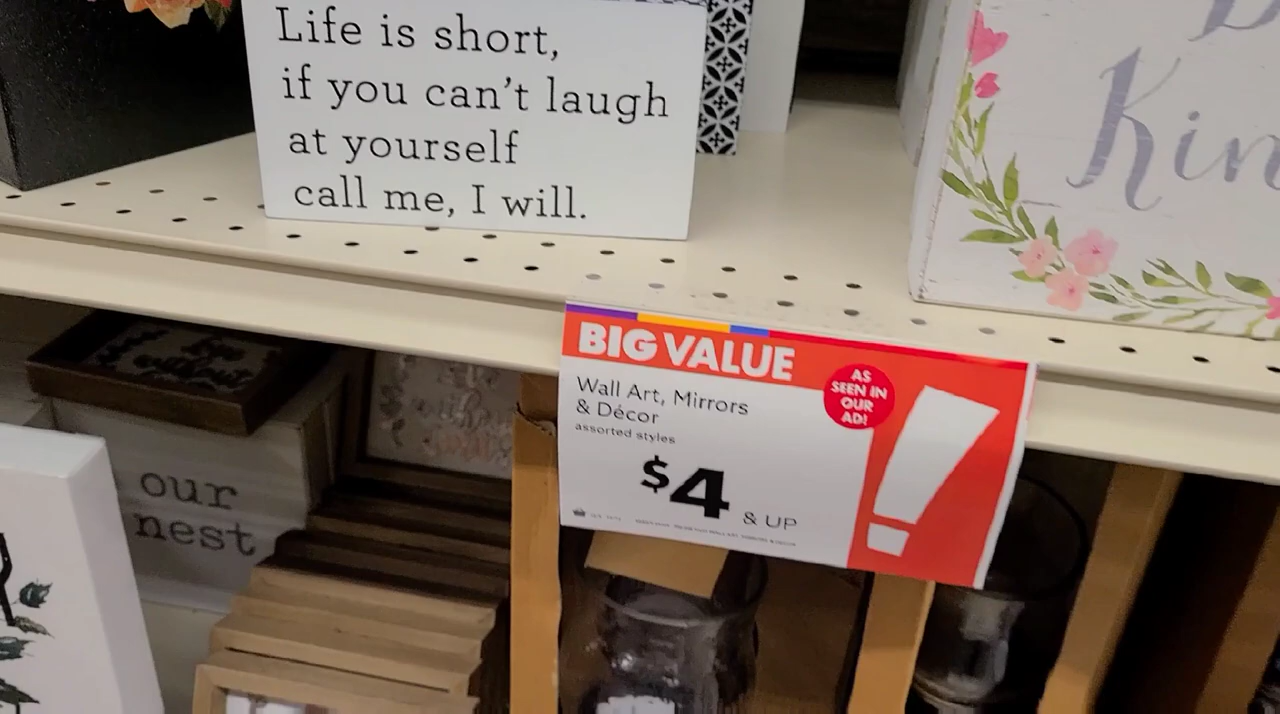 Life is short,
if you can't laugh
at yourself
call me, I will.
Kin
BIG VALUE
Wall Art, Mirrors
& Décor
assorted styles
$4 & UP
AS
SEEN IN
OUR
AD!
!
our
nest